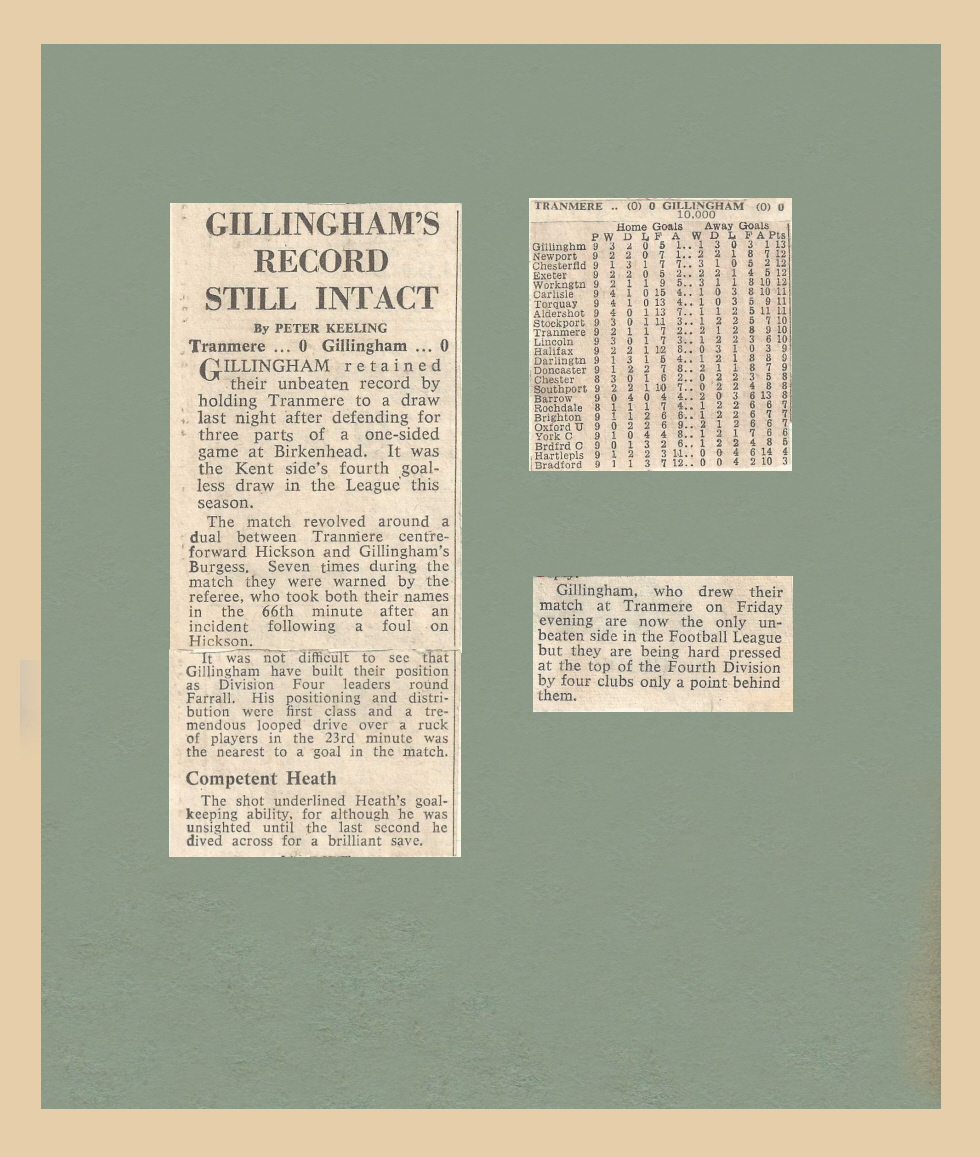 GILLINGHAM'S
RECORD
STILL INTACT
By PETER KEELING
Tranmere ... 0 Gillingham ... 0
GILLINGHAM retained
their unbeaten record by
holding Tranmere to a draw
last night after defending for
three parts of a one-sided
game at Birkenhead. It was
the Kent side's fourth goal-
less draw in the League this
season.
The match revolved around a
dual between Tranmere centre-
forward Hickson and Gillingham's
Burgess. Seven times during the
match they were warned by the
referee, who took both their names
in the 66th minute after an
incident following a foul on
Hickson.
It was not difficult to see that
Gillingham have built their position
as Division Four leaders round
Farrall. His positioning and distri-
bution were first class and a tre-
mendous looped drive over a ruck
of players in the 23rd minute was
the nearest to a goal in the match.
Competent Heath
The shot underlined Heath's goal-
keeping ability, for although he was
unsighted until the last second he
dived across for a brilliant save.
TRANMERE .. (0) 0 GILLINGHAM (0) 0
10,000
Home Goals Away Goals
P W D L F A W D L F A Pts
Gillinghm 9 3 2 0 5 1.. 1 3 0 3 1 13
Newport 9 2 2 0 7 1.. 2 2 1 8 7 12
Chesterfld 9 1 3 1 7 7.. 3 1 0 5 2 12
Exeter 9 2 2 0 5 2.. 2 2 1 4 5 12
Workngtn 9 2 1 1 9 5.. 3 1 1 8 10 12
Carlisle 9 4 1 0 15 4.. 1 0 3 8 10 11
Torquay 9 4 1 0 13 4.. 1 0 3 5 9 11
Aldershot 9 4 0 1 13 7.. 1 1 2 5 11 11
Stockport 9 3 0 1 11 3.. 1 2 2 5 7 10
Tranmere 9 2 1 1 7 2.. 2 1 2 8 9 10
Lincoln 9 3 0 1 7 3.. 1 2 2 3 6 10
Halifax 9 2 2 1 12 8.. 0 3 1 0 3 9
Darlingtn 9 1 3 1 5 4.. 1 2 1 8 8 9
Doncaster 9 1 2 2 7 8.. 2 1 1 8 7 9
Chester 8 3 0 1 6 2.. 0 2 2 3 5 8
Southport 9 2 2 1 10 7.. 0 2 2 4 8 8
Barrow 9 0 4 0 4 4.. 2 0 3 6 13 8
Rochdale 8 1 1 1 7 4.. 1 2 2 6 6 7
Brighton 9 1 1 2 6 6.. 1 2 2 6 7 7
Oxford U 9 0 2 2 6 9.. 2 1 2 6 6 7
York C 9 1 0 4 4 8.. 1 2 1 7 6 6
Brdfrd C 9 0 1 3 2 6.. 1 2 2 4 8 5
Hartlepls 9 1 2 2 3 11.. 0 0 4 6 14 4
Bradford 9 1 1 3 7 12.. 0 0 4 2 10 3
Gillingham, who drew their
match at Tranmere on Friday
evening are now the only un-
beaten side in the Football League
but they are being hard pressed
at the top of the Fourth Division
by four clubs only a point behind
them.